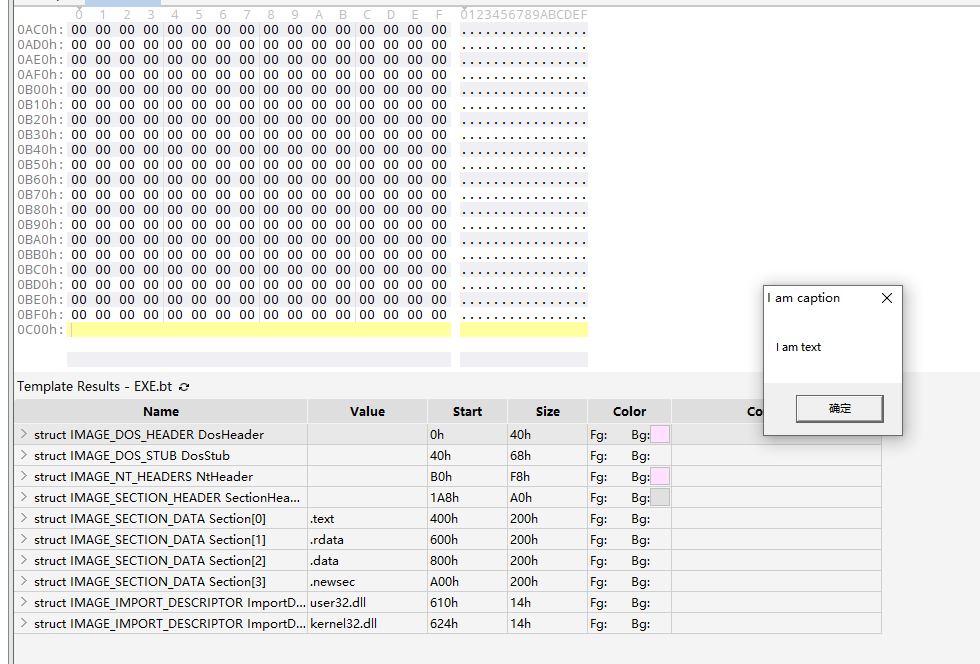 0 1 2 3 4 5 6 7 8 9 A B C D E F 0123456789ABCDEF
0AC0h: 00 00 00 00 00 00 00 00 00 00 00 00 00 00 00 00 ................
0AD0h: 00 00 00 00 00 00 00 00 00 00 00 00 00 00 00 00 ................
0AE0h: 00 00 00 00 00 00 00 00 00 00 00 00 00 00 00 00 ................
0AF0h: 00 00 00 00 00 00 00 00 00 00 00 00 00 00 00 00 ................
0B00h: 00 00 00 00 00 00 00 00 00 00 00 00 00 00 00 00 ................
0B10h: 00 00 00 00 00 00 00 00 00 00 00 00 00 00 00 00 ................
0B20h: 00 00 00 00 00 00 00 00 00 00 00 00 00 00 00 00 ................
0B30h: 00 00 00 00 00 00 00 00 00 00 00 00 00 00 00 00 ................
0B40h: 00 00 00 00 00 00 00 00 00 00 00 00 00 00 00 00 ................
0B50h: 00 00 00 00 00 00 00 00 00 00 00 00 00 00 00 00 ................
0B60h: 00 00 00 00 00 00 00 00 00 00 00 00 00 00 00 00 ................
0B70h: 00 00 00 00 00 00 00 00 00 00 00 00 00 00 00 00 ................
0B80h: 00 00 00 00 00 00 00 00 00 00 00 00 00 00 00 00 ................
0B90h: 00 00 00 00 00 00 00 00 00 00 00 00 00 00 00 00 ................
0BA0h: 00 00 00 00 00 00 00 00 00 00 00 00 00 00 00 00 ................
0BB0h: 00 00 00 00 00 00 00 00 00 00 00 00 00 00 00 00 ................
0BC0h: 00 00 00 00 00 00 00 00 00 00 00 00 00 00 00 00 ................
0BD0h: 00 00 00 00 00 00 00 00 00 00 00 00 00 00 00 00 ................
0BE0h: 00 00 00 00 00 00 00 00 00 00 00 00 00 00 00 00 ................
0BF0h: 00 00 00 00 00 00 00 00 00 00 00 00 00 00 00 00 ................
0C00h:
I am caption
I am text
确定
Template Results - EXE.bt
Name Value Start Size Color Co
struct IMAGE_DOS_HEADER DosHeader 0h 40h Fg: Bg:
struct IMAGE_DOS_STUB DosStub 40h 68h Fg: Bg:
struct IMAGE_NT_HEADERS NtHeader B0h F8h Fg: Bg:
struct IMAGE_SECTION_HEADER SectionHea... 1A8h A0h Fg: Bg:
struct IMAGE_SECTION_DATA Section[0] .text 400h 200h Fg: Bg:
struct IMAGE_SECTION_DATA Section[1] .rdata 600h 200h Fg: Bg:
struct IMAGE_SECTION_DATA Section[2] .data 800h 200h Fg: Bg:
struct IMAGE_SECTION_DATA Section[3] .newsec A00h 200h Fg: Bg:
struct IMAGE_IMPORT_DESCRIPTOR ImportD... user32.dll 610h 14h Fg: Bg:
struct IMAGE_IMPORT_DESCRIPTOR ImportD... kernel32.dll 624h 14h Fg: Bg: